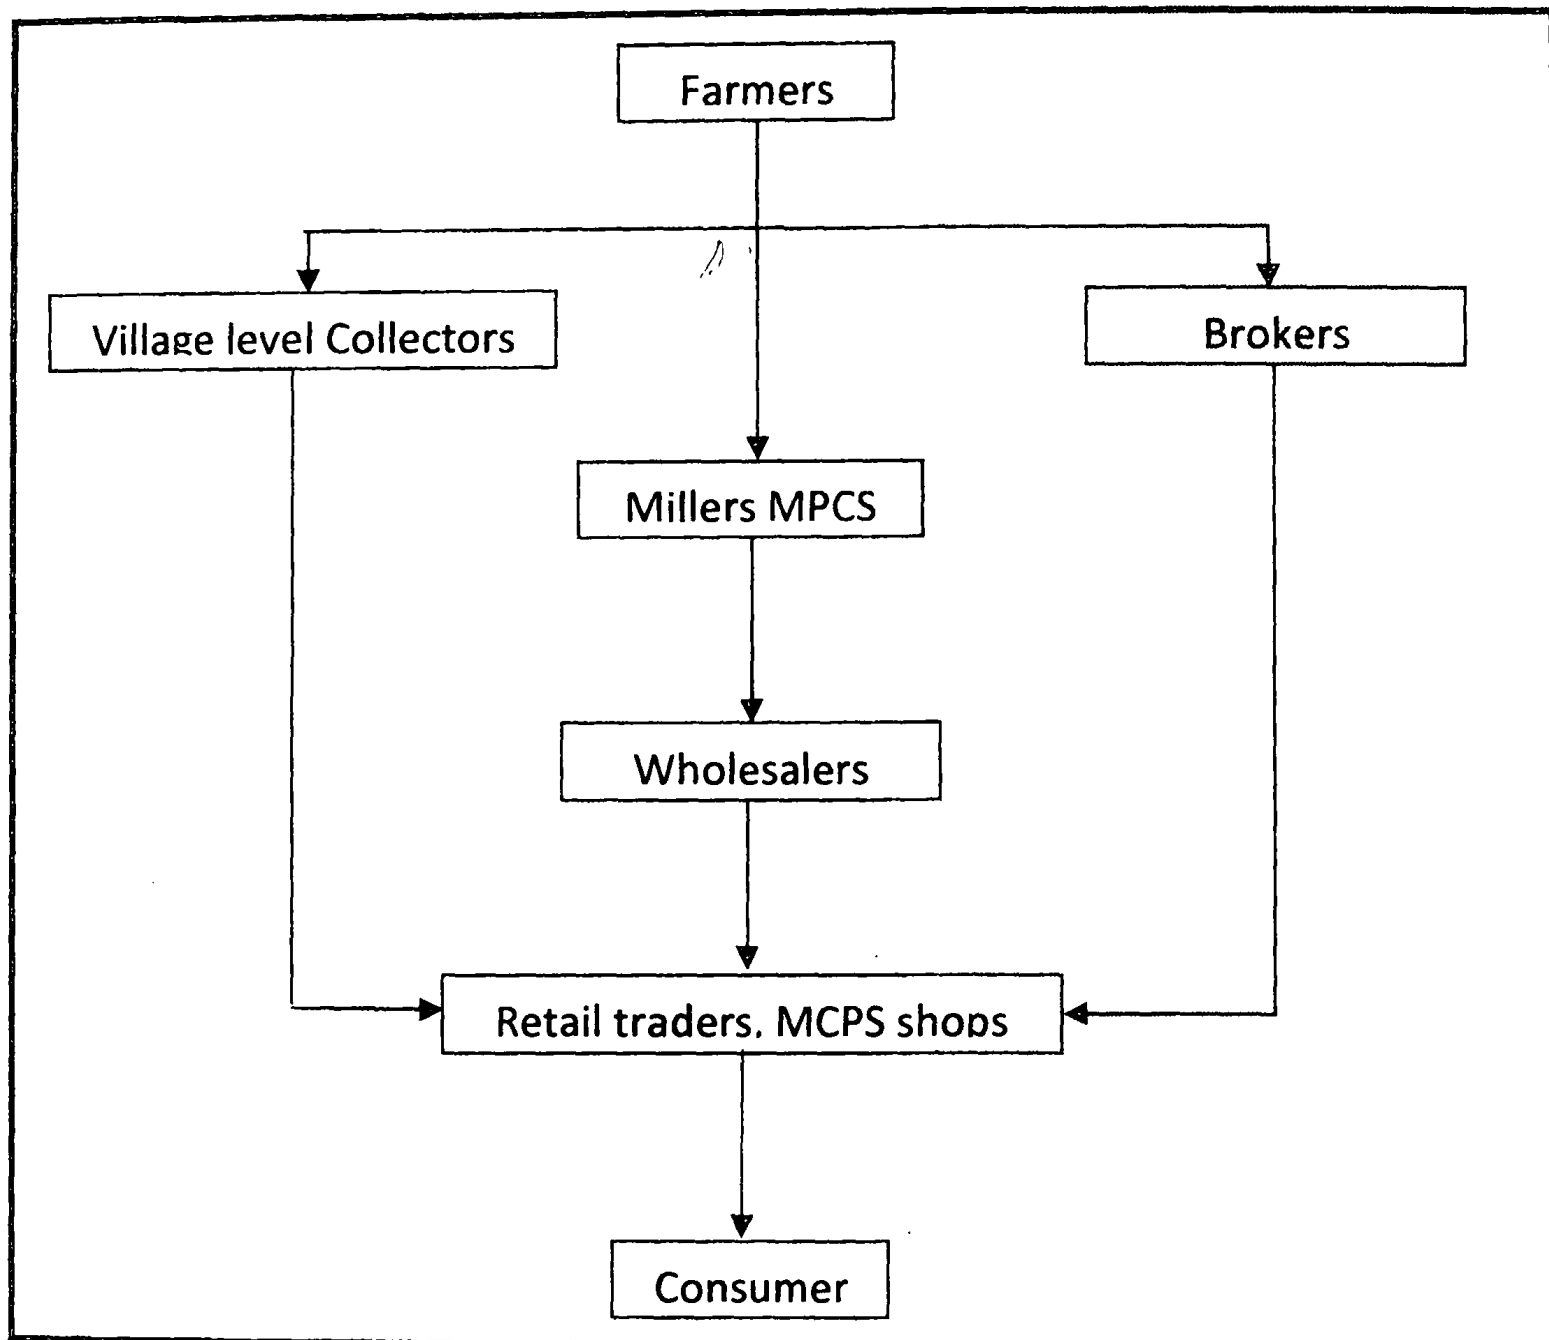 Farmers
Village level Collectors
Brokers
Millers MPCS
Wholesalers
Retail traders, MCPS shops
Consumer